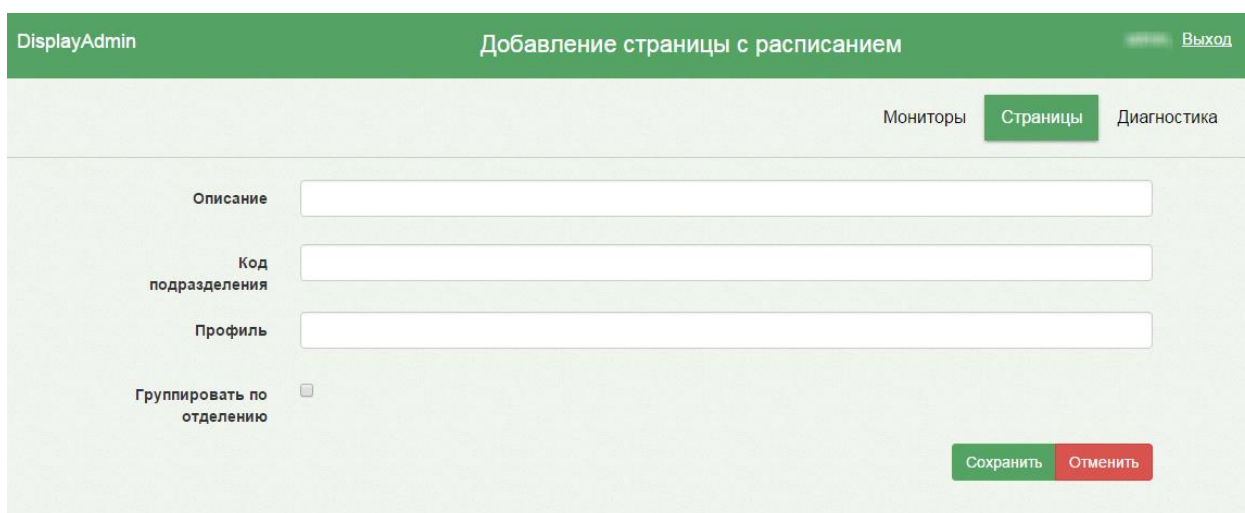 DisplayAdmin
Добавление страницы с расписанием
Выход
Мониторы
Страницы
Диагностика
Описание
Код
подразделения
Профиль
Группировать по
отделению
Сохранить
Отменить